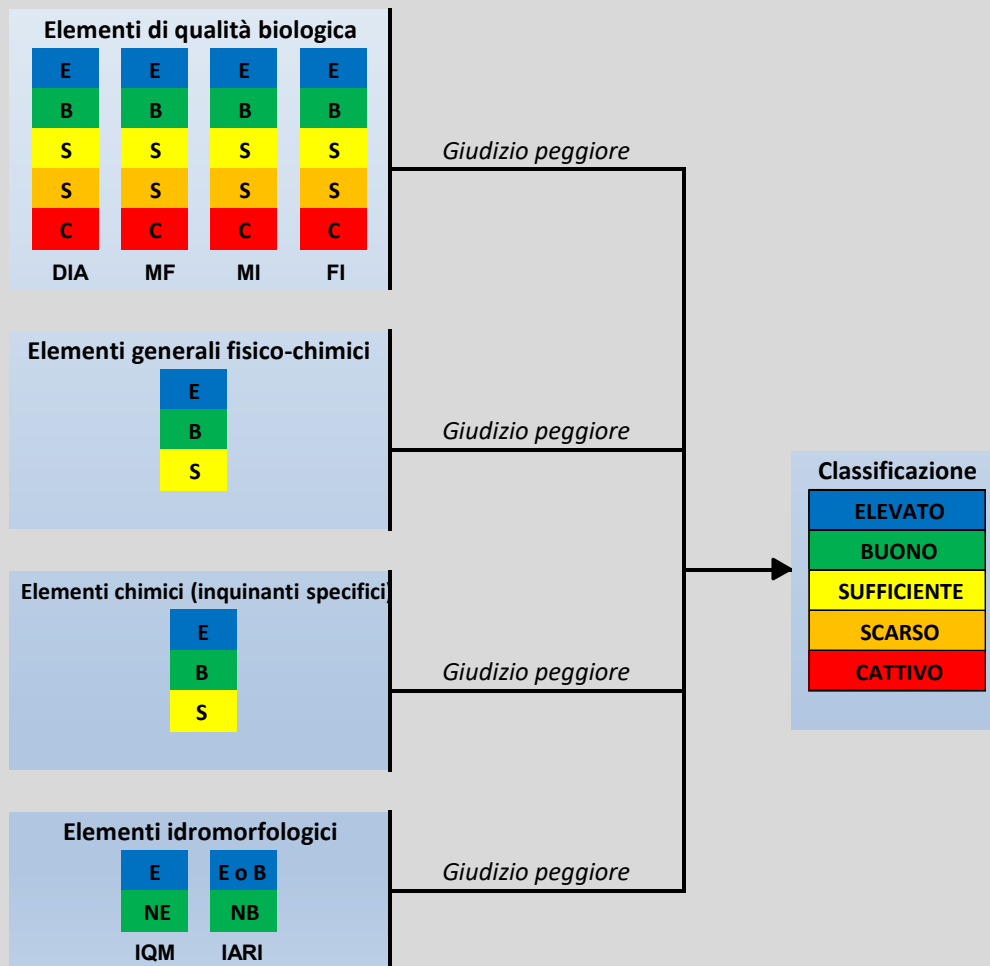 Elementi di qualità biologica
E E E E
B B B B
S S S S
S S S S
C C C C
DIA MF MI FI
Giudizio peggiore
Elementi generali fisico-chimici
E
B
S
Giudizio peggiore
Elementi chimici (inquinanti specifici)
E
B
S
Giudizio peggiore
Elementi idromorfologici
E E o B
NE NB
IQM IARI
Giudizio peggiore
Classificazione
ELEVATO
BUONO
SUFFICIENTE
SCARSO
CATTIVO